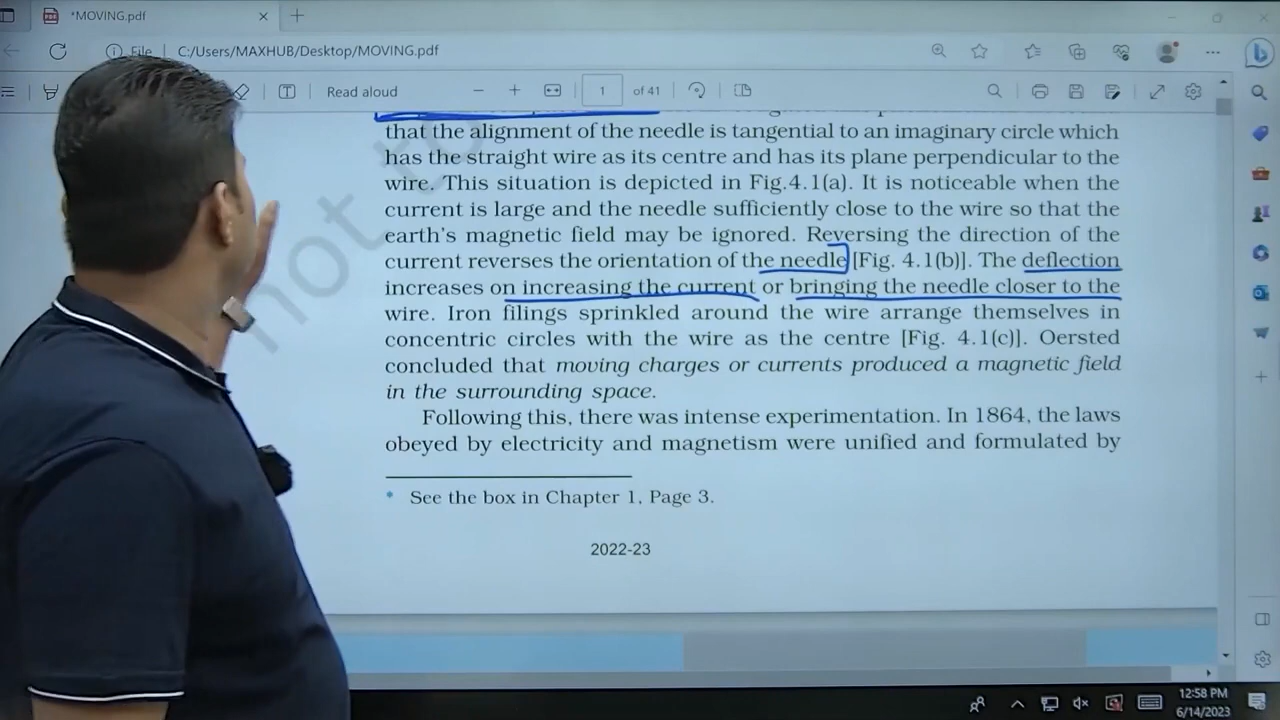 *MOVING.pdf
File C:/Users/MAXHUB/Desktop/MOVING.pdf
Read aloud 1 of 41
that the alignment of the needle is tangential to an imaginary circle which
has the straight wire as its centre and has its plane perpendicular to the
wire. This situation is depicted in Fig.4.1(a). It is noticeable when the
current is large and the needle sufficiently close to the wire so that the
earth's magnetic field may be ignored. Reversing the direction of the
current reverses the orientation of the needle [Fig. 4.1(b)]. The deflection
increases on increasing the current or bringing the needle closer to the
wire. Iron filings sprinkled around the wire arrange themselves in
concentric circles with the wire as the centre [Fig. 4.1(c)]. Oersted
concluded that moving charges or currents produced a magnetic field
in the surrounding space.
Following this, there was intense experimentation. In 1864, the laws
obeyed by electricity and magnetism were unified and formulated by
* See the box in Chapter 1, Page 3.
2022-23
not
12:58 PM
6/14/2023